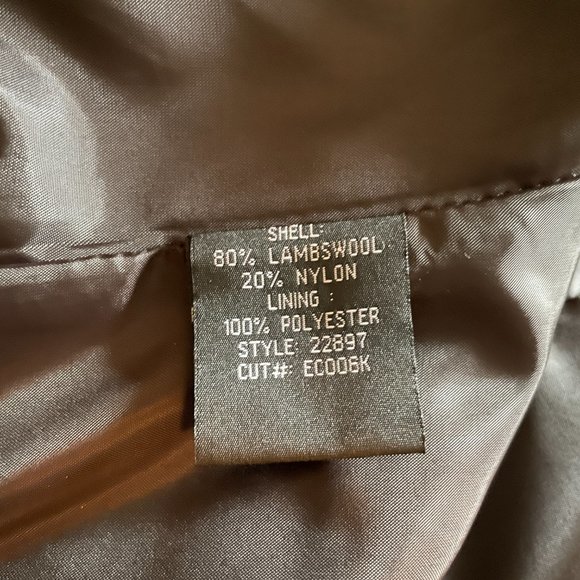 SHELL:
80% LAMBSWOOL
20% NYLON
LINING :
100% POLYESTER
STYLE: 22897
CUT#: EC006K